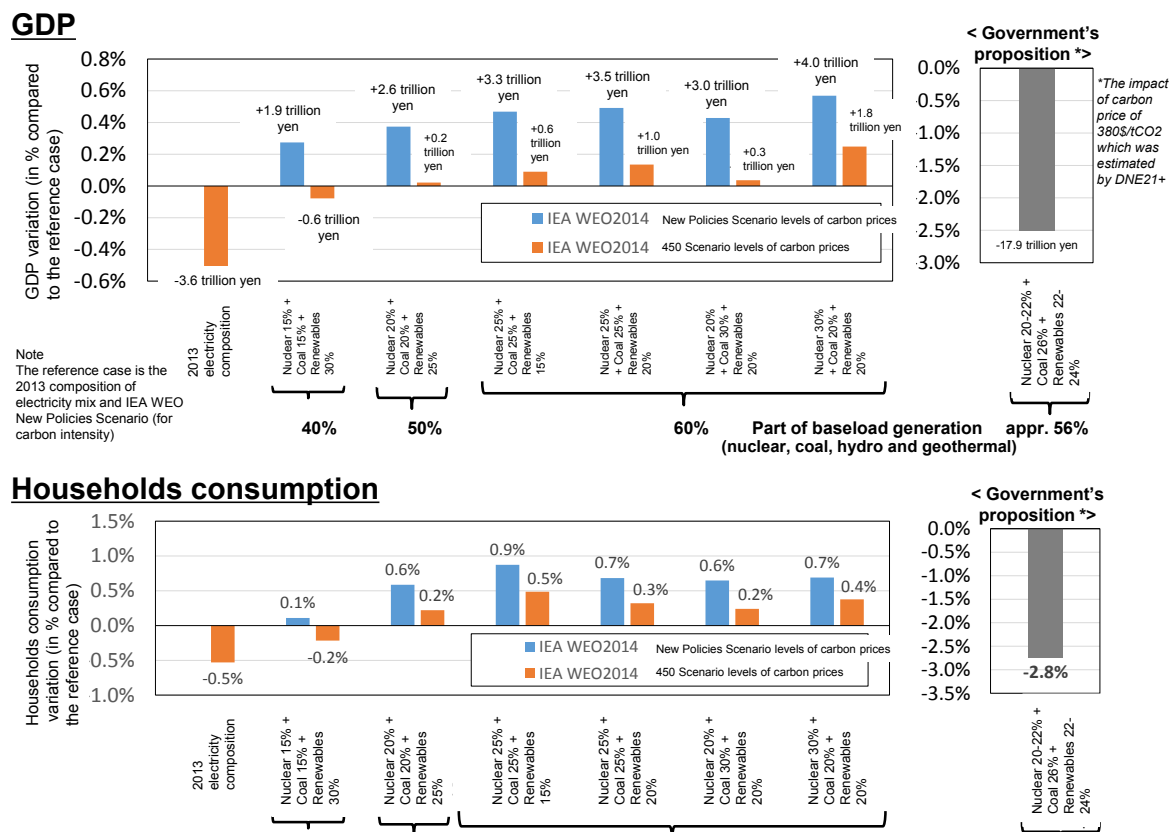 GDP
GDP variation (in % compared
to the reference case)
0.8%
0.6%
0.4%
0.2%
0.0%
-0.2%
-0.4%
-0.6%
-3.6 trillion yen
+1.9 trillion
yen
-0.6 trillion
yen
+2.6 trillion
yen
+0.2
trillion
yen
+3.3 trillion
yen
+0.6
trillion
yen
+3.5 trillion
yen
+1.0
trillion yen
+3.0 trillion
yen
+0.3
trillion yen
+4.0 trillion
yen
+1.8
trillion yen
IEA WEO2014 New Policies Scenario levels of carbon prices
IEA WEO2014 450 Scenario levels of carbon prices
< Government's
proposition *>
0.0%
-0.5%
-1.0%
-1.5%
-2.0%
-2.5%
-3.0%
-17.9 trillion yen
*The impact
of carbon
price of
380$/tCO2
which was
estimated
by DNE21+
2013
electricity
composition
Nuclear 15% +
Coal 15% +
Renewables
30%
Nuclear 20% +
Coal 20% +
Renewables
25%
Nuclear 25% +
Coal 25% +
Renewables
15%
Nuclear 25%
+ Coal 25% +
Renewables
20%
Nuclear 20%
+ Coal 30% +
Renewables
20%
Nuclear 30%
+ Coal 20% +
Renewables
20%
Nuclear 20-22% +
Coal 26% +
Renewables 22-
24%
Note
The reference case is the
2013 composition of
electricity mix and IEA WEO
New Policies Scenario (for
carbon intensity)
40%
50%
60%
Part of baseload generation
(nuclear, coal, hydro and geothermal)
appr. 56%
Households consumption
Households consumption
variation (in % compared to
the reference case)
1.5%
1.0%
0.5%
0.0%
0.5%
1.0%
-0.5%
0.1%
-0.2%
0.6%
0.2%
0.9%
0.5%
0.7%
0.3%
0.6%
0.2%
0.7%
0.4%
IEA WEO2014 New Policies Scenario levels of carbon prices
IEA WEO2014 450 Scenario levels of carbon prices
< Government's
proposition *>
0.0%
-0.5%
-1.0%
-1.5%
-2.0%
-2.5%
-3.0%
-3.5%
-2.8%
2013
electricity
composition
Nuclear 15% +
Coal 15% +
Renewables
30%
Nuclear 20% +
Coal 20% +
Renewables
25%
Nuclear 25% +
Coal 25% +
Renewables
15%
Nuclear 25% +
Coal 25% +
Renewables
20%
Nuclear 20% +
Coal 30% +
Renewables
20%
Nuclear 30% +
Coal 20% +
Renewables
20%
Nuclear 20-22% +
Coal 26% +
Renewables 22-
24%